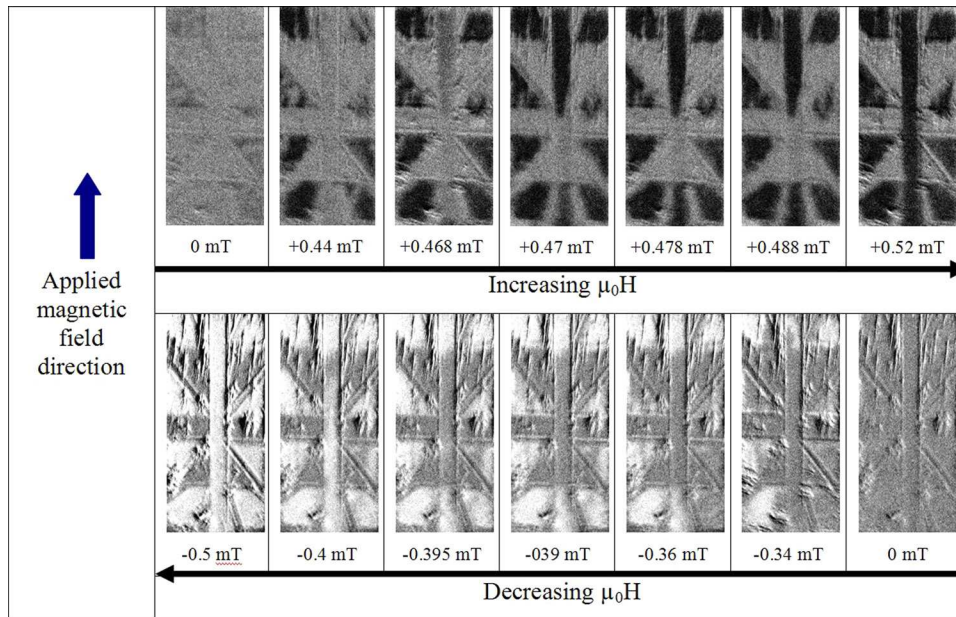 0 mT
+0.44 mT
+0.468 mT
+0.47 mT
+0.478 mT
+0.488 mT
+0.52 mT
Increasing µ₀H
Applied
magnetic
field
direction
-0.5 mT
-0.4 mT
-0.395 mT
-039 mT
-0.36 mT
-0.34 mT
0 mT
Decreasing µ₀H